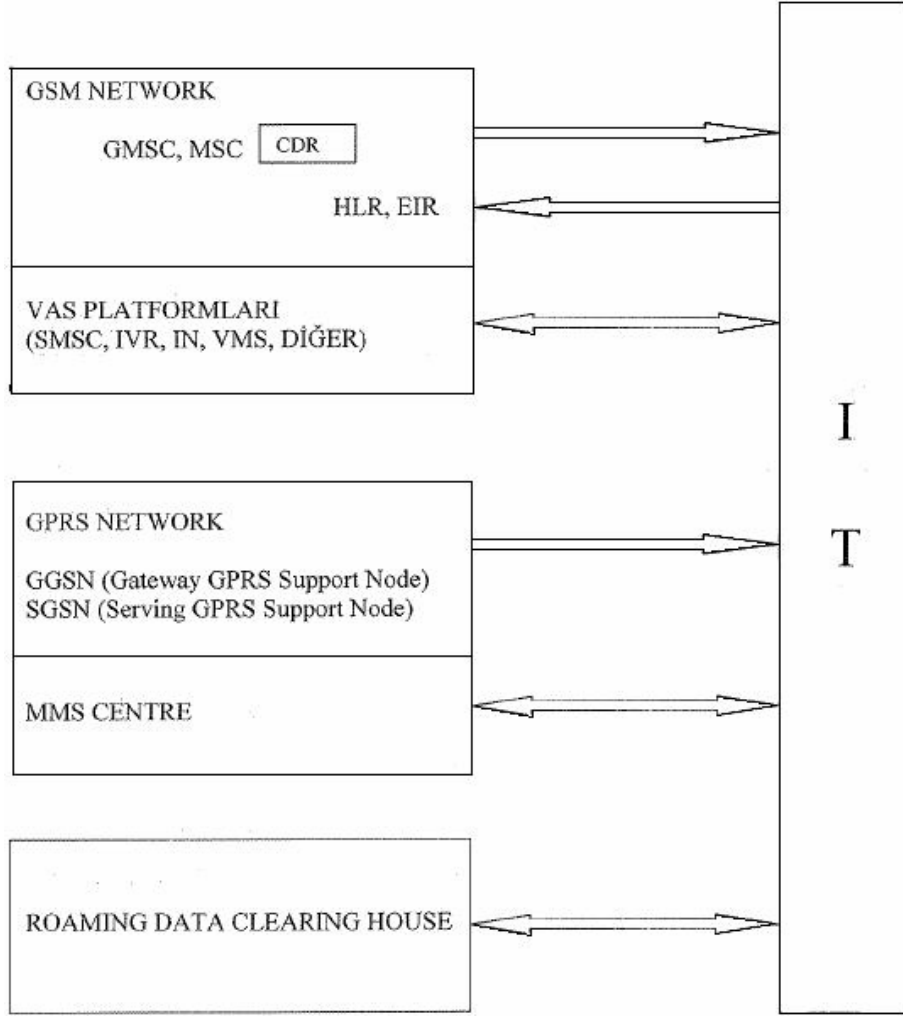 GSM NETWORK
GMSC, MSC CDR
HLR, EIR
VAS PLATFORMLARI
(SMSC, IVR, IN, VMS, DİĞER)
GPRS NETWORK
GGSN (Gateway GPRS Support Node)
SGSN (Serving GPRS Support Node)
MMS CENTRE
ROAMING DATA CLEARING HOUSE
I
T